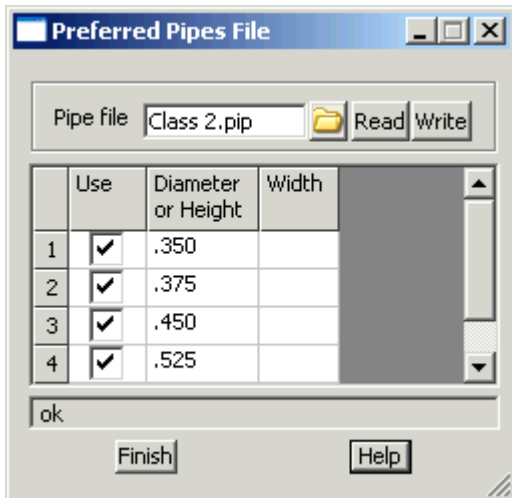 Preferred Pipes File
Pipe file Class 2.pip Read Write
Use Diameter or Height Width
1 .350
2 .375
3 .450
4 .525
ok
Finish Help